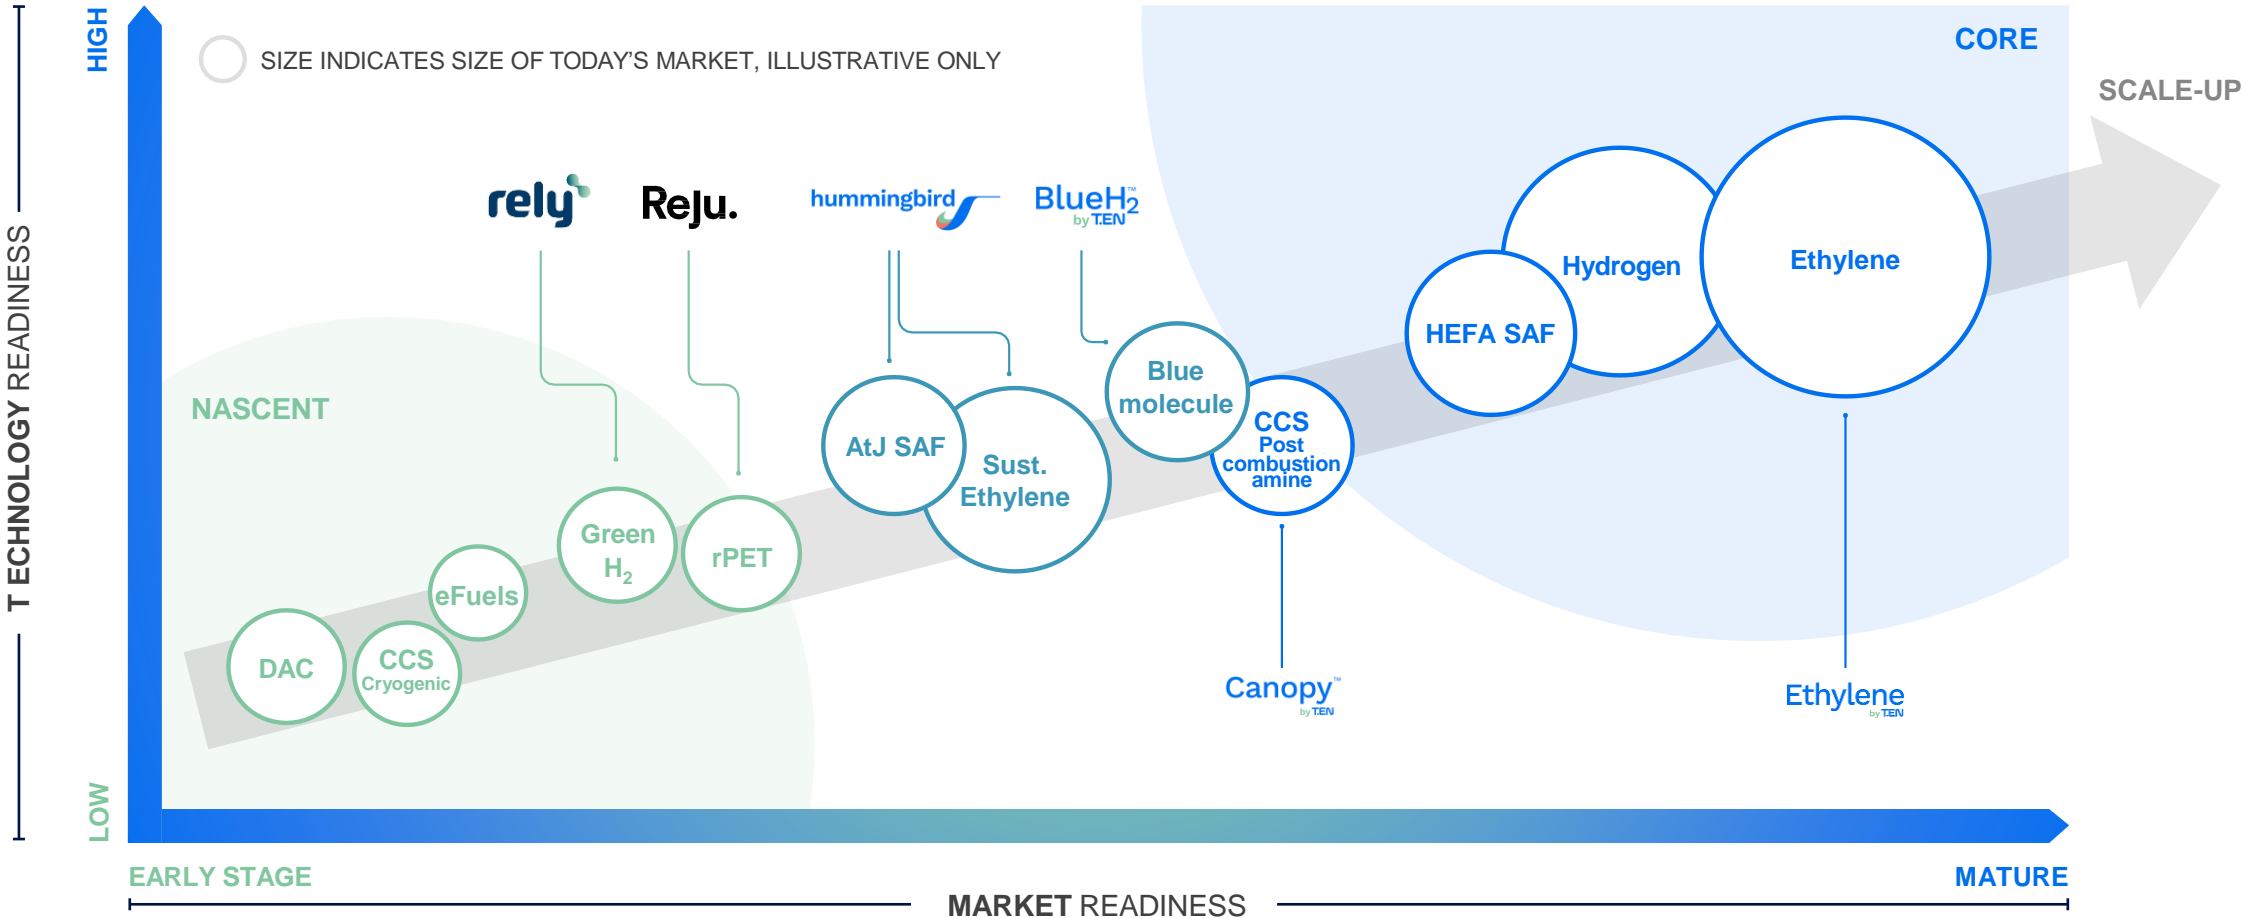 HIGH
SIZE INDICATES SIZE OF TODAY'S MARKET, ILLUSTRATIVE ONLY
CORE
SCALE-UP
rely
ReJu.
hummingbird
BlueH2™
by T.EN
Hydrogen
Ethylene
HEFA SAF
Blue
molecule
NASCENT
CCS
Post
combustion
amine
AtJ SAF
Sust.
Ethylene
Green
H2
rPET
eFuels
DAC
CCS
Cryogenic
Canopy™
by T.EN
Ethylene
by T.EN
T ECHNOLOGY READINESS
LOW
EARLY STAGE
MATURE
MARKET READINESS